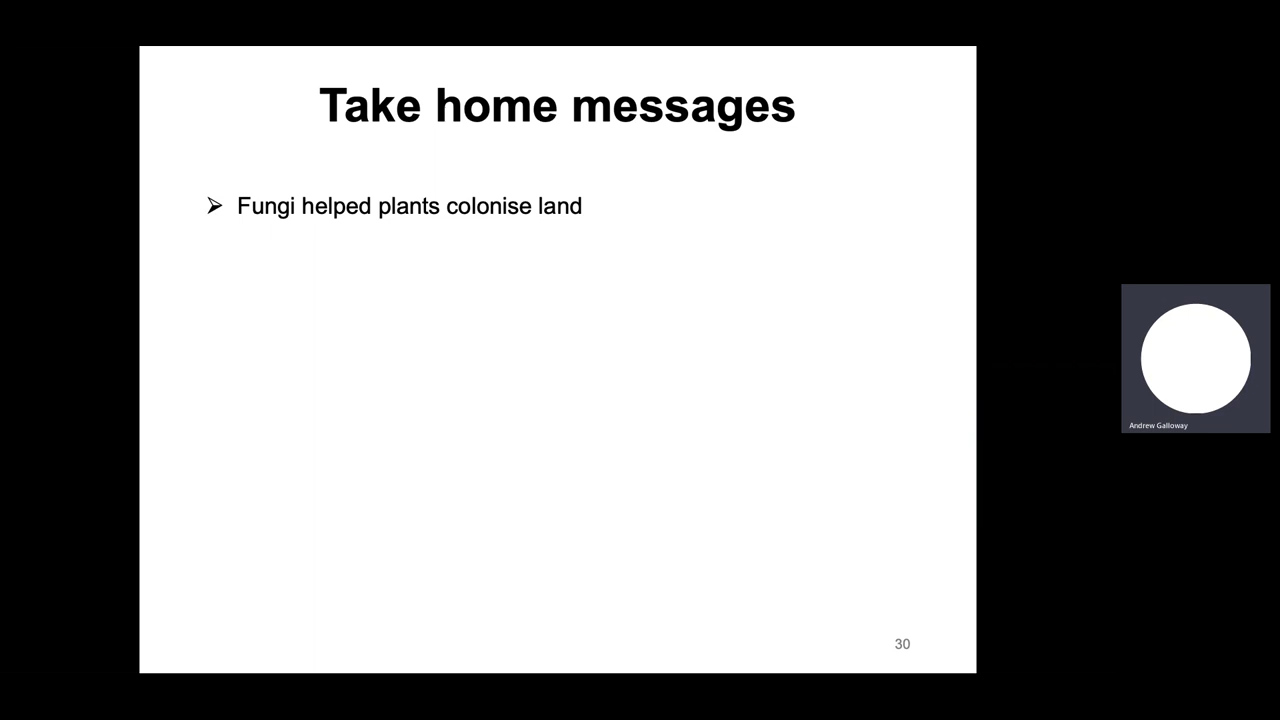 Take home messages
➢ Fungi helped plants colonise land
Andrew Galloway
30